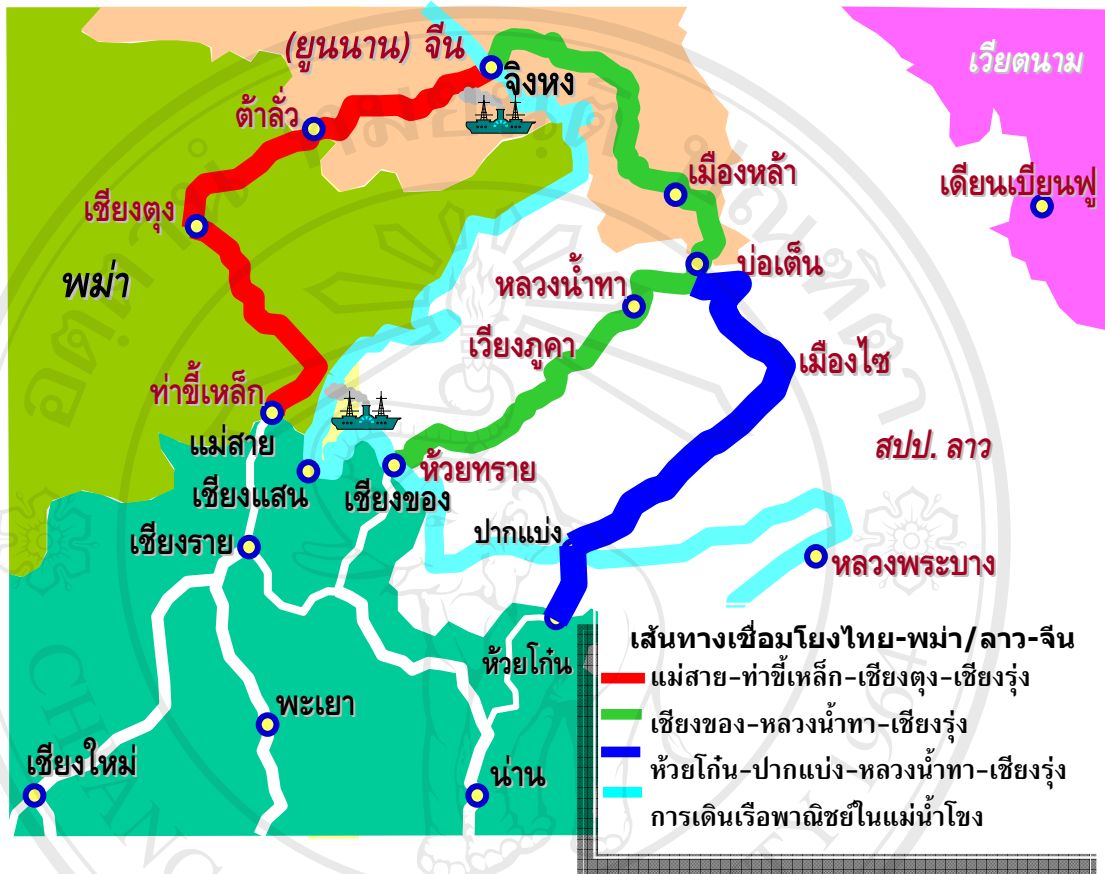 (ยูนนาน) จีน
เวียตนาม
จิงหง
ต้าลั่ว
เมืองหล้า
เดียนเบียนฟู
เชียงตุง
บ่อเต็น
พม่า
หลวงน้ำทา
เวียงภูคา
เมืองไซ
ท่าขี้เหล็ก
แม่สาย
สปป. ลาว
ห้วยทราย
เชียงแสน
เชียงของ
ปากแบ่ง
เชียงราย
หลวงพระบาง
ห้วยโก๋น
พะเยา
เชียงใหม่
น่าน
เส้นทางเชื่อมโยงไทย-พม่า/ลาว-จีน
แม่สาย-ท่าขี้เหล็ก-เชียงตุง-เชียงรุ่ง
เชียงของ-หลวงน้ำทา-เชียงรุ่ง
ห้วยโก๋น-ปากแบ่ง-หลวงน้ำทา-เชียงรุ่ง
การเดินเรือพาณิชย์ในแม่น้ำโขง